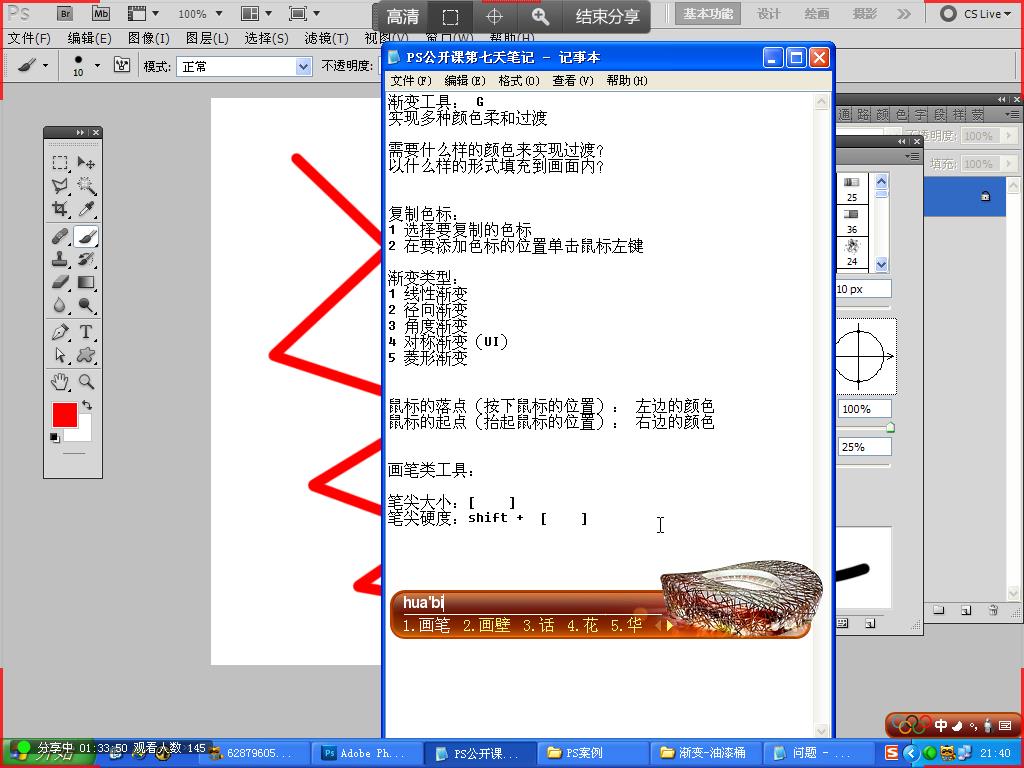 PS Br Mb 100% 高清 结束分享 基本功能 设计 绘画 摄影 CS Live
文件(F) 编辑(E) 图像(I) 图层(L) 选择(S) 滤镜(T) 视图(V) 窗口(W) 帮助(H)
10 模式: 正常 不透明度:
PS公开课第七天笔记 - 记事本
文件(F) 编辑(E) 格式(O) 查看(V) 帮助(H)
渐变工具: G
实现多种颜色柔和过渡
需要什么样的颜色来实现过渡?
以什么样的形式填充到画面内?
复制色标:
1 选择要复制的色标
2 在要添加色标的位置单击鼠标左键
渐变类型:
1 线性渐变
2 径向渐变
3 角度渐变
4 对称渐变(UI)
5 菱形渐变
鼠标的落点(按下鼠标的位置): 左边的颜色
鼠标的起点(抬起鼠标的位置): 右边的颜色
画笔类工具:
笔尖大小:[ ]
笔尖硬度:shift + [ ]
hua'bi
1.画笔 2.画壁 3.话 4.花 5.华
通 路 颜 色 字 段 样 蒙
不透明度: 100%
填充: 100%
25
36
24
10 px
100%
25%
中
分享中 01:33:50 观看人数 145
62879605... Adobe Ph... PS公开课... PS案例 渐变-油漆桶 问题 - ... 21:40